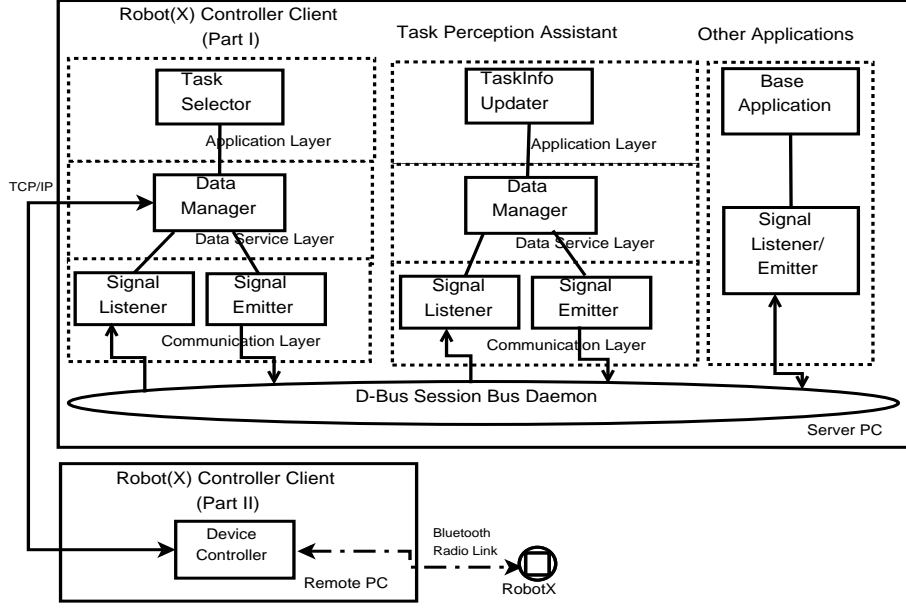 Robot(X) Controller Client
(Part I)
Task Perception Assistant
Other Applications
Task
Selector
Application Layer
TaskInfo
Updater
Application Layer
Base
Application
TCP/IP
Data
Manager
Data Service Layer
Data
Manager
Data Service Layer
Signal
Listener/
Emitter
Signal
Listener
Signal
Emitter
Communication Layer
Signal
Listener
Signal
Emitter
Communication Layer
D-Bus Session Bus Daemon
Server PC
Robot(X) Controller Client
(Part II)
Device
Controller
Remote PC
Bluetooth
Radio Link
RobotX